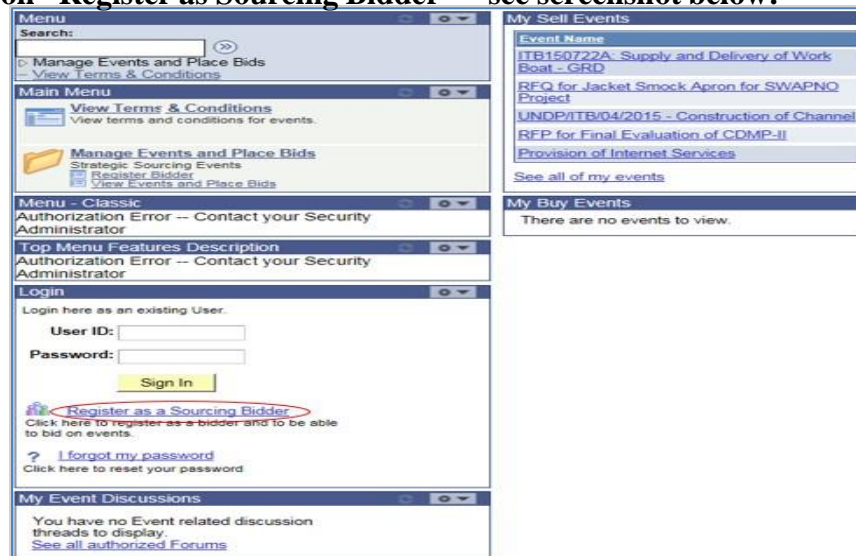 on "Register as Sourcing Bidder" – see screenshot below:
Menu
Search:
Manage Events and Place Bids
View Terms & Conditions
Main Menu
View Terms & Conditions
View terms and conditions for events.
Manage Events and Place Bids
Strategic Sourcing Events
Register Bidder
View Events and Place Bids
Menu - Classic
Authorization Error -- Contact your Security
Administrator
Top Menu Features Description
Authorization Error -- Contact your Security
Administrator
Login
Login here as an existing User.
User ID:
Password:
Sign In
Register as a Sourcing Bidder
Click here to register as a bidder and to be able
to bid on events.
? I forgot my password
Click here to reset your password
My Event Discussions
You have no Event related discussion
threads to display.
See all authorized Forums
My Sell Events
Event Name
ITB150722A: Supply and Delivery of Work
Boat - GRD
RFQ for Jacket Smock Apron for SWAPNO
Project
UNDP/ITB/04/2015 - Construction of Channel
RFP for Final Evaluation of CDMP-II
Provision of Internet Services
See all of my events
My Buy Events
There are no events to view.